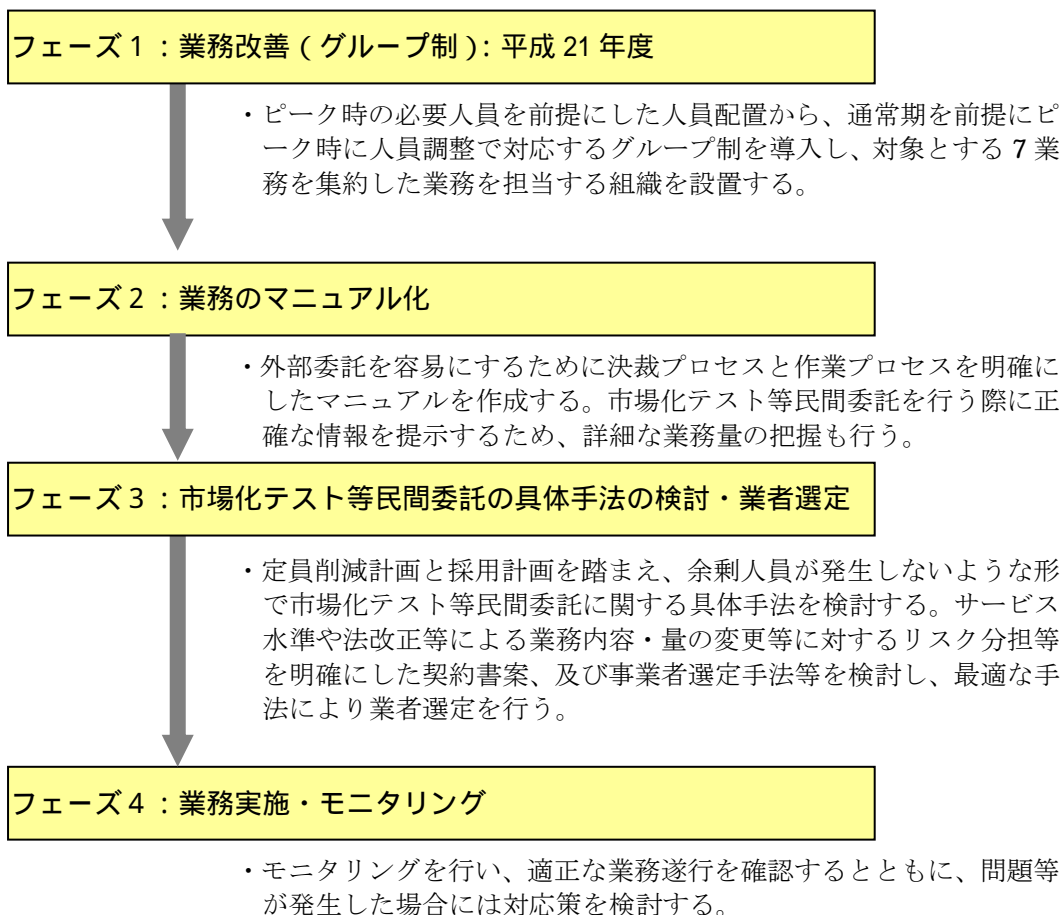 フェーズ1:業務改善(グループ制):平成21年度
・ピーク時の必要人員を前提にした人員配置から、通常期を前提にピ
ーク時に人員調整で対応するグループ制を導入し、対象とする7業
務を集約した業務を担当する組織を設置する。
フェーズ2:業務のマニュアル化
・外部委託を容易にするために決裁プロセスと作業プロセスを明確に
したマニュアルを作成する。市場化テスト等民間委託を行う際に正
確な情報を提示するため、詳細な業務量の把握も行う。
フェーズ3:市場化テスト等民間委託の具体手法の検討・業者選定
・定員削減計画と採用計画を踏まえ、余剰人員が発生しないような形
で市場化テスト等民間委託に関する具体手法を検討する。サービス
水準や法改正等による業務内容・量の変更等に対するリスク分担等
を明確にした契約書案、及び事業者選定手法等を検討し、最適な手
法により業者選定を行う。
フェーズ4:業務実施・モニタリング
・モニタリングを行い、適正な業務遂行を確認するとともに、問題等
が発生した場合には対応策を検討する。